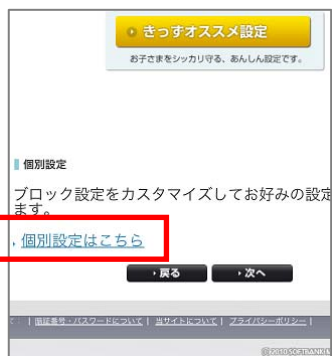 きっずオススメ設定
お子さまをシッカリ守る、あんしん設定です。
個別設定
ブロック設定をカスタマイズしてお好みの設定
ます。
個別設定はこちら
戻る
次へ
暗証番号・パスワードについて | 当サイトについて | プライバシーポリシー |
©2010 SOFTBANK